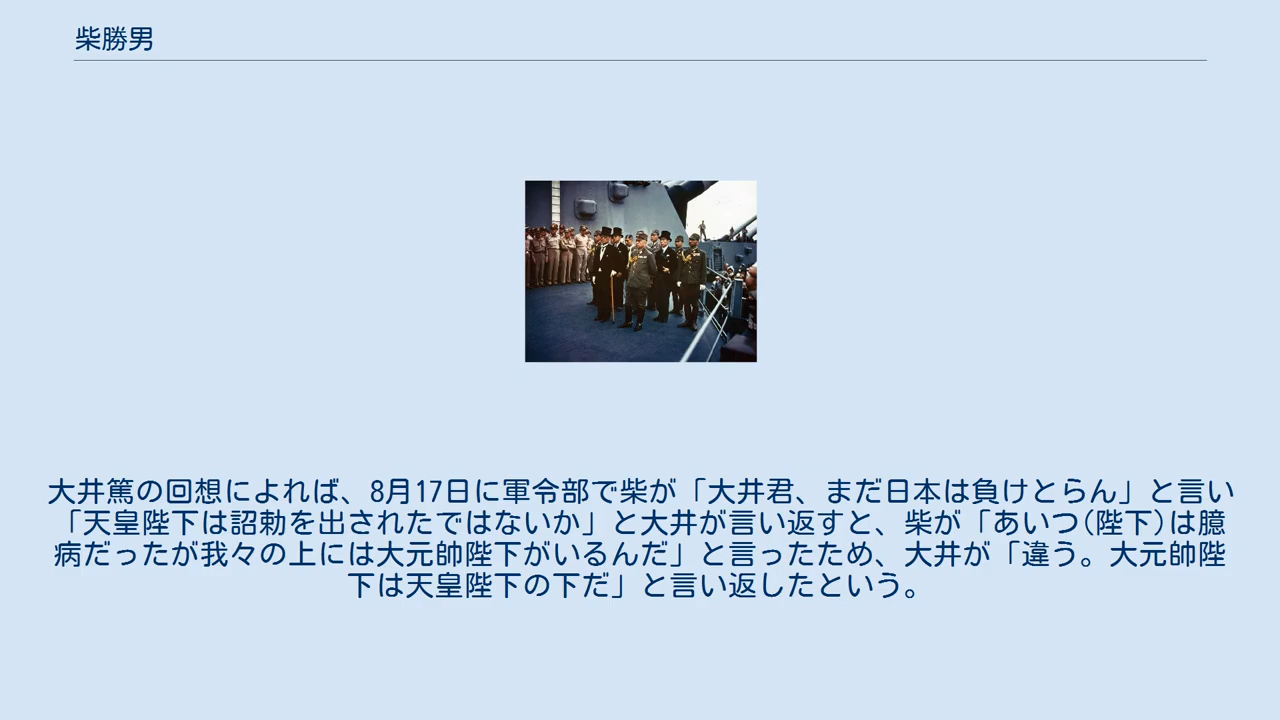 柴勝男
大井篤の回想によれば、8月17日に軍令部で柴が「大井君、まだ日本は負けとらん」と言い
「天皇陛下は詔勅を出されたではないか」と大井が言い返すと、柴が「あいつ(陛下)は臆
病だったが我々の上には大元帥陛下がいるんだ」と言ったため、大井が「違う。大元帥陛
下は天皇陛下の下だ」と言い返したという。